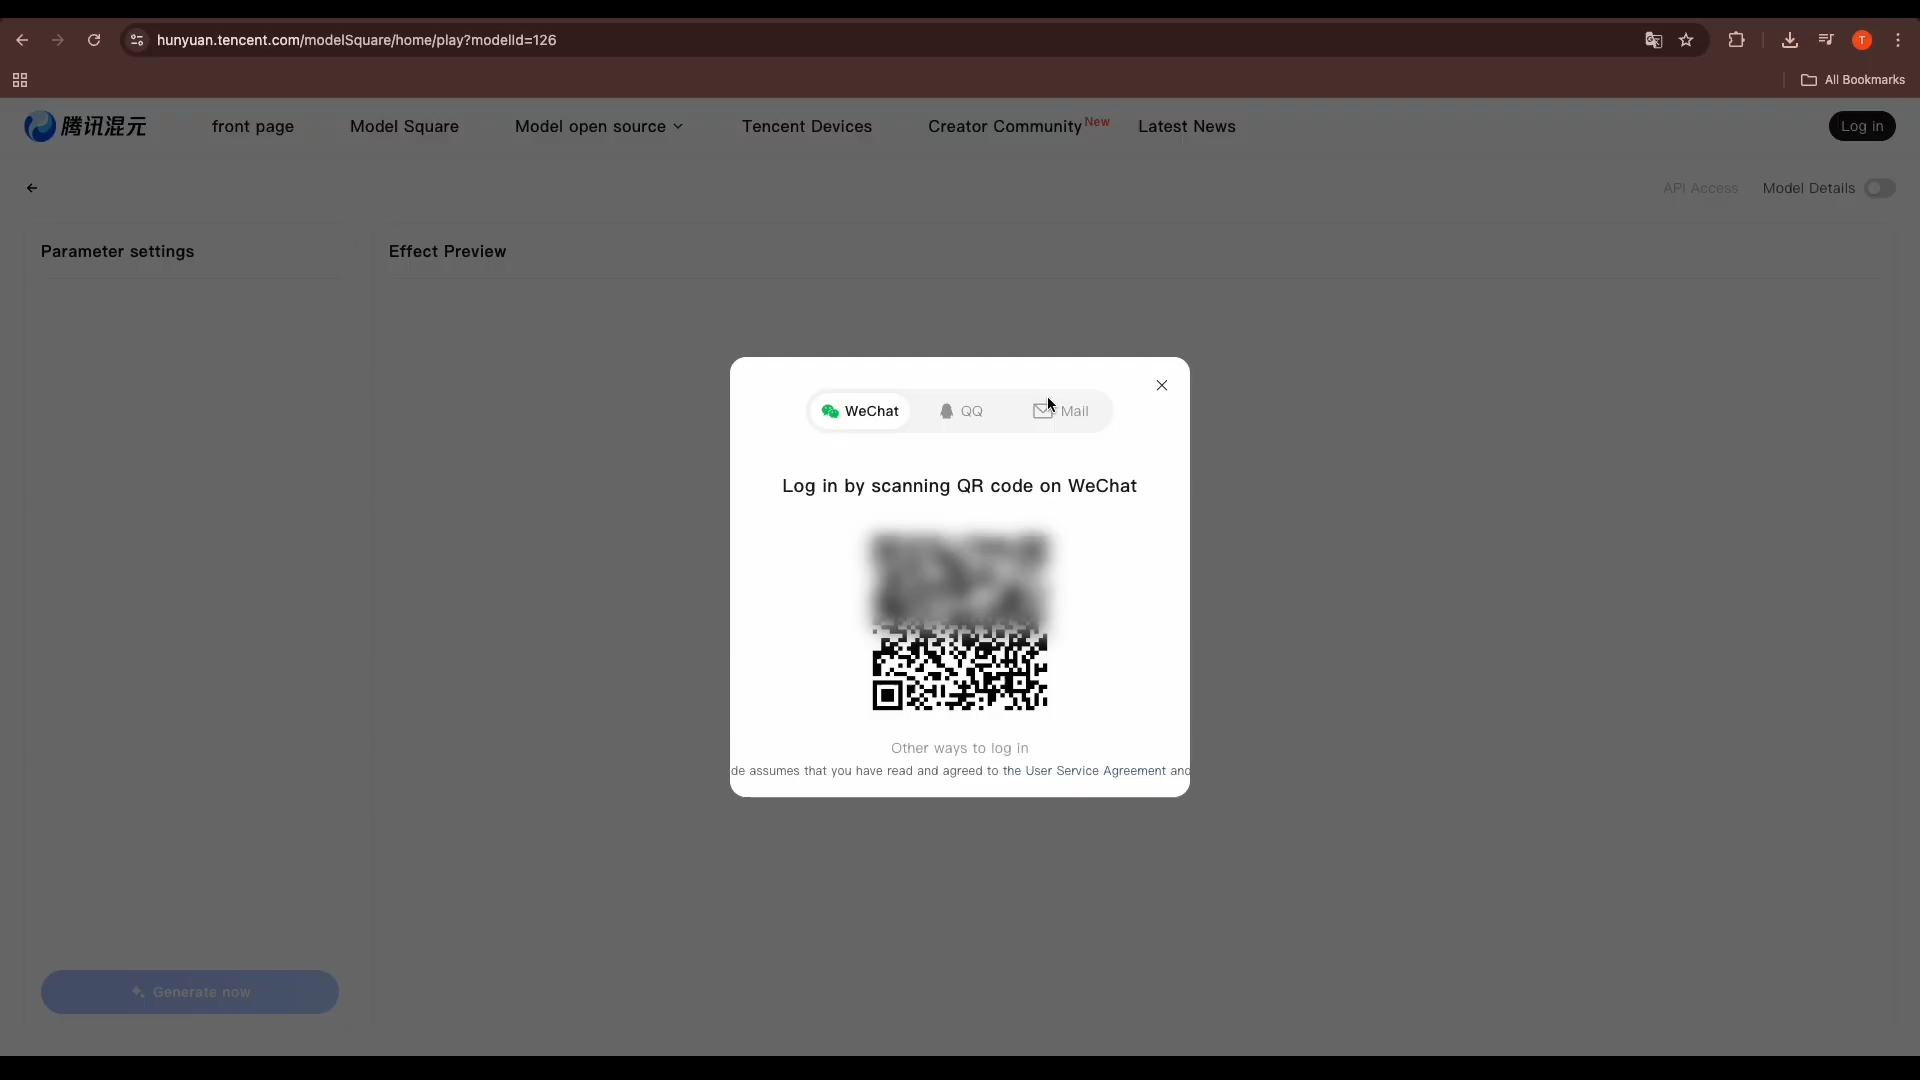 hunyuan.tencent.com/modelSquare/home/play?modelId=126
T
All Bookmarks
腾讯混元
front page
Model Square
Model open source
Tencent Devices
Creator Community New
Latest News
Log in
API Access
Model Details
Parameter settings
Effect Preview
WeChat
QQ
Mail
Log in by scanning QR code on WeChat
Other ways to log in
de assumes that you have read and agreed to the User Service Agreement and
Generate now